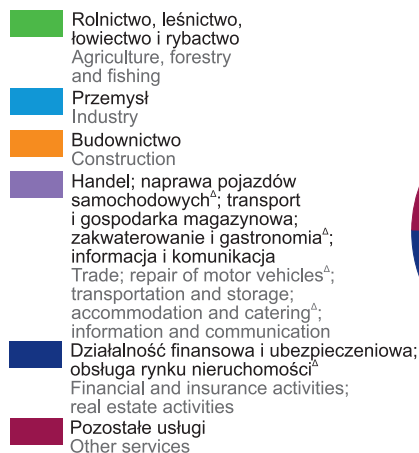 Rolnictwo, leśnictwo,
łowiectwo i rybactwo
Agriculture, forestry
and fishing
Przemysł
Industry
Budownictwo
Construction
Handel; naprawa pojazdów
samochodowych^Δ; transport
i gospodarka magazynowa;
zakwaterowanie i gastronomia^Δ;
informacja i komunikacja
Trade; repair of motor vehicles^Δ;
transportation and storage;
accommodation and catering^Δ;
information and communication
Działalność finansowa i ubezpieczeniowa;
obsługa rynku nieruchomości^Δ
Financial and insurance activities;
real estate activities
Pozostałe usługi
Other services